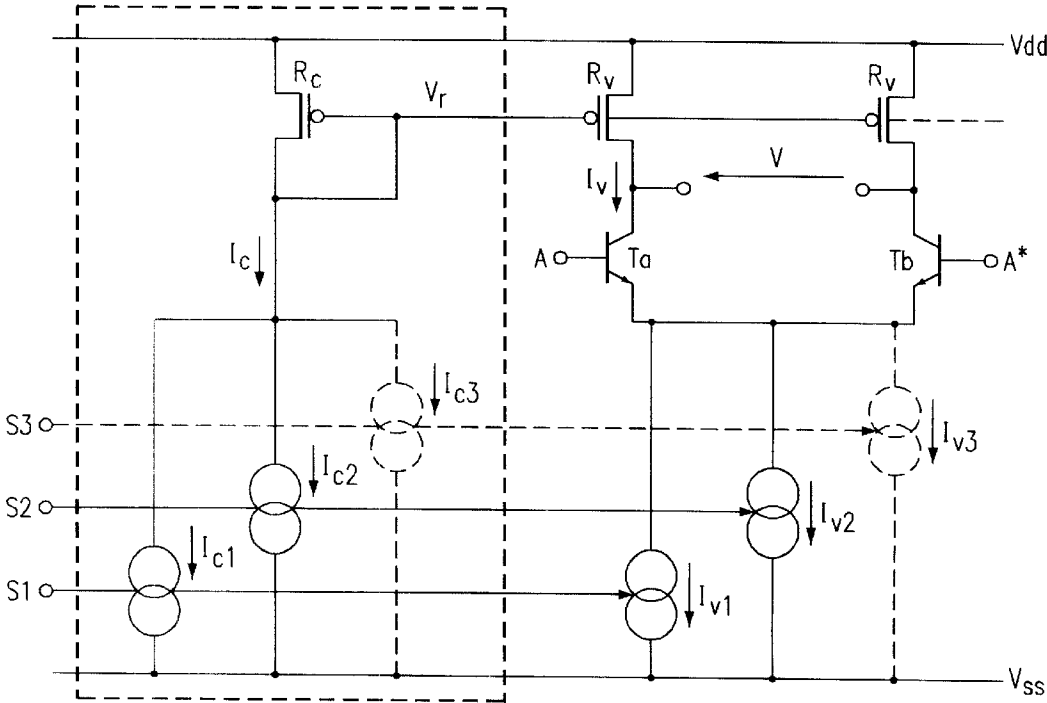 Vdd
Rc
Vr
Rv
Rv
Iv
V
A
Ta
Tb
A*
Ic
Ic3
S3
Iv3
Ic2
S2
Iv2
Ic1
S1
Iv1
Vss